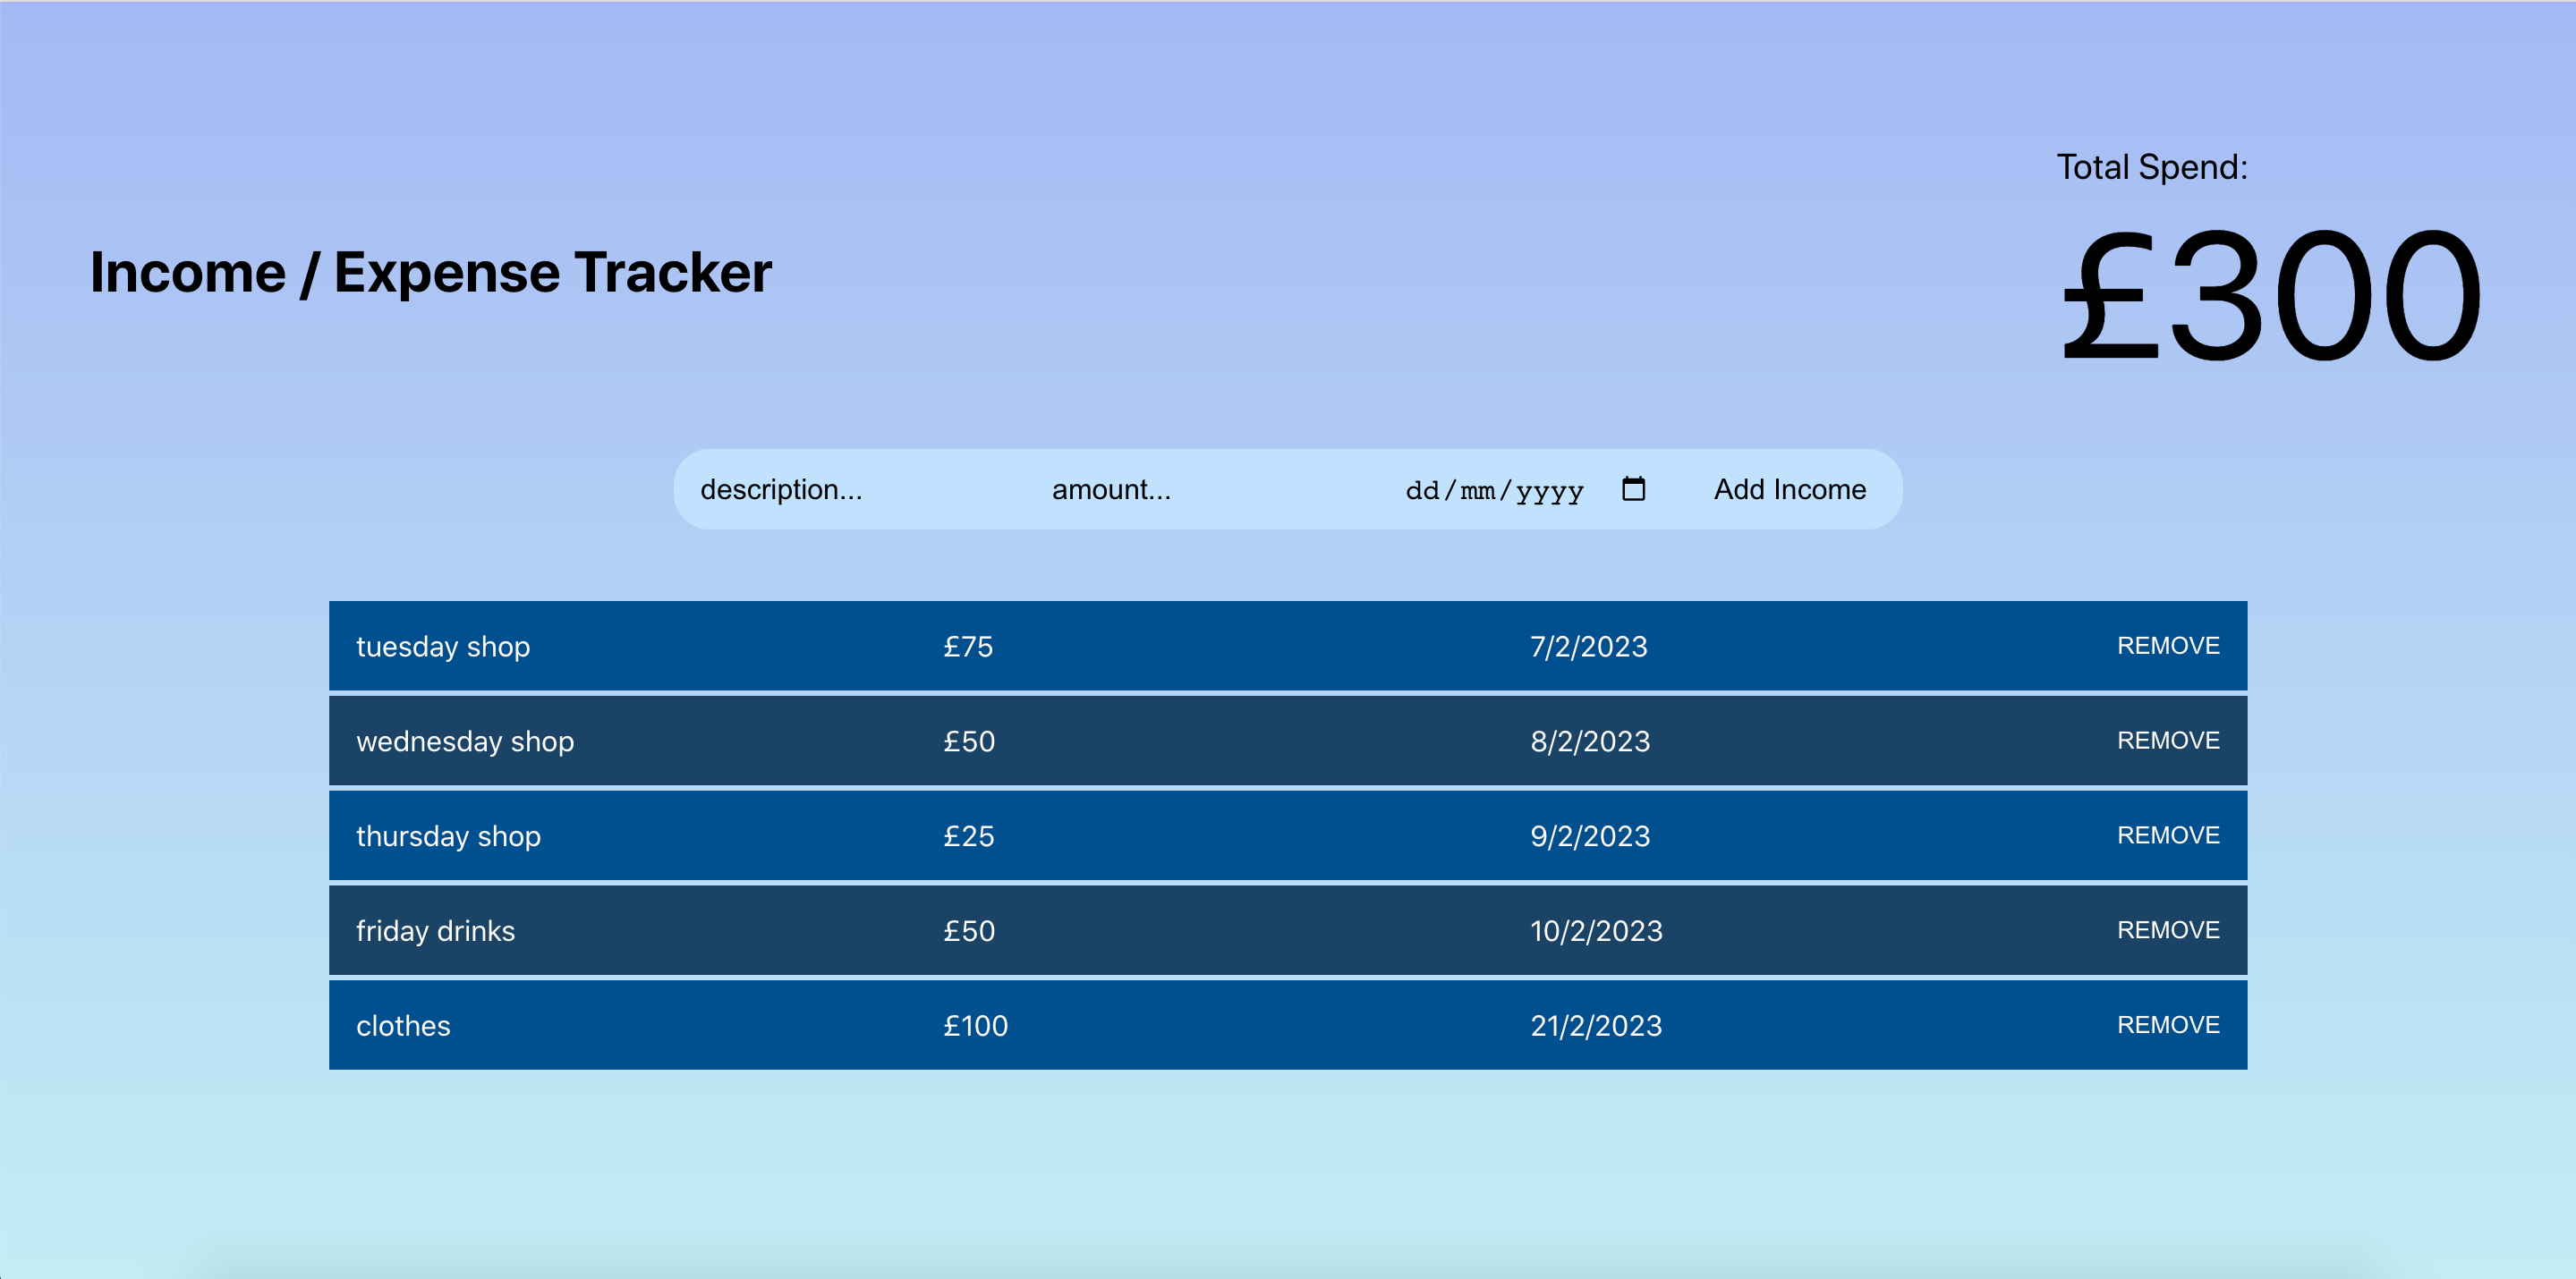 Total Spend:
Income / Expense Tracker
£300
description... amount... dd/mm/yyyy Add Income
tuesday shop £75 7/2/2023 REMOVE
wednesday shop £50 8/2/2023 REMOVE
thursday shop £25 9/2/2023 REMOVE
friday drinks £50 10/2/2023 REMOVE
clothes £100 21/2/2023 REMOVE